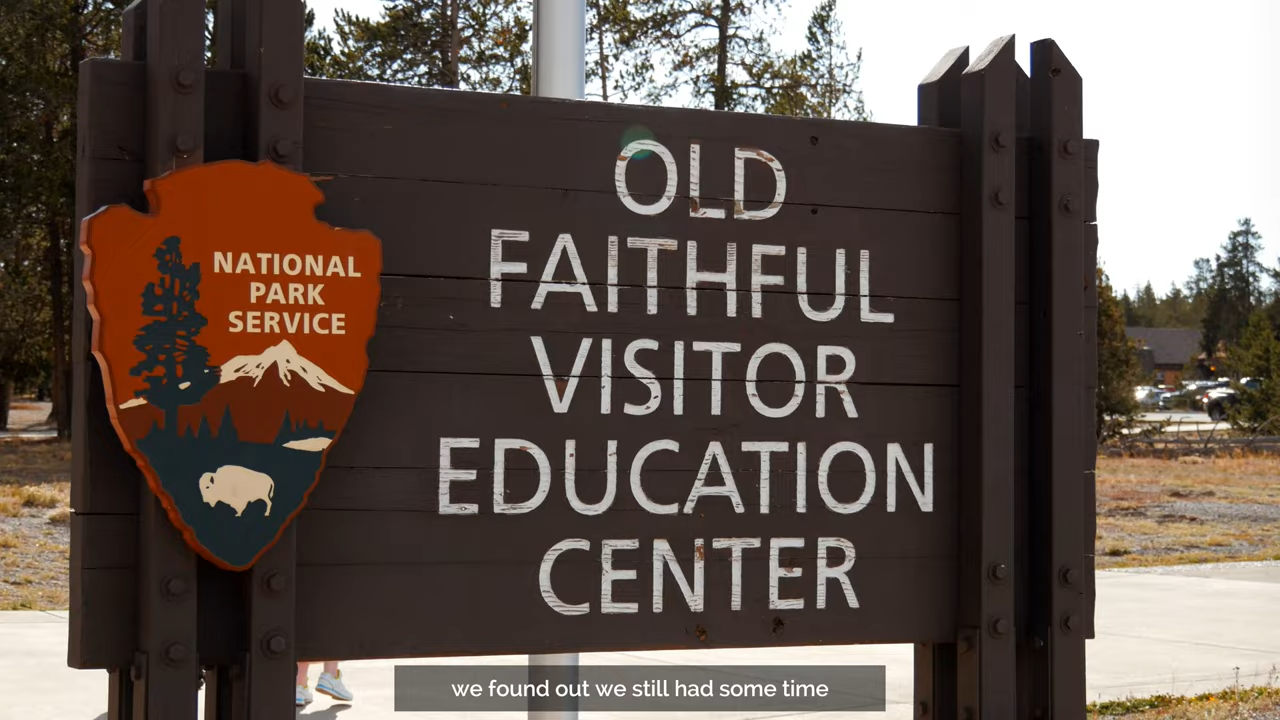 NATIONAL
PARK
SERVICE
OLD
FAITHFUL
VISITOR
EDUCATION
CENTER
we found out we still had some time